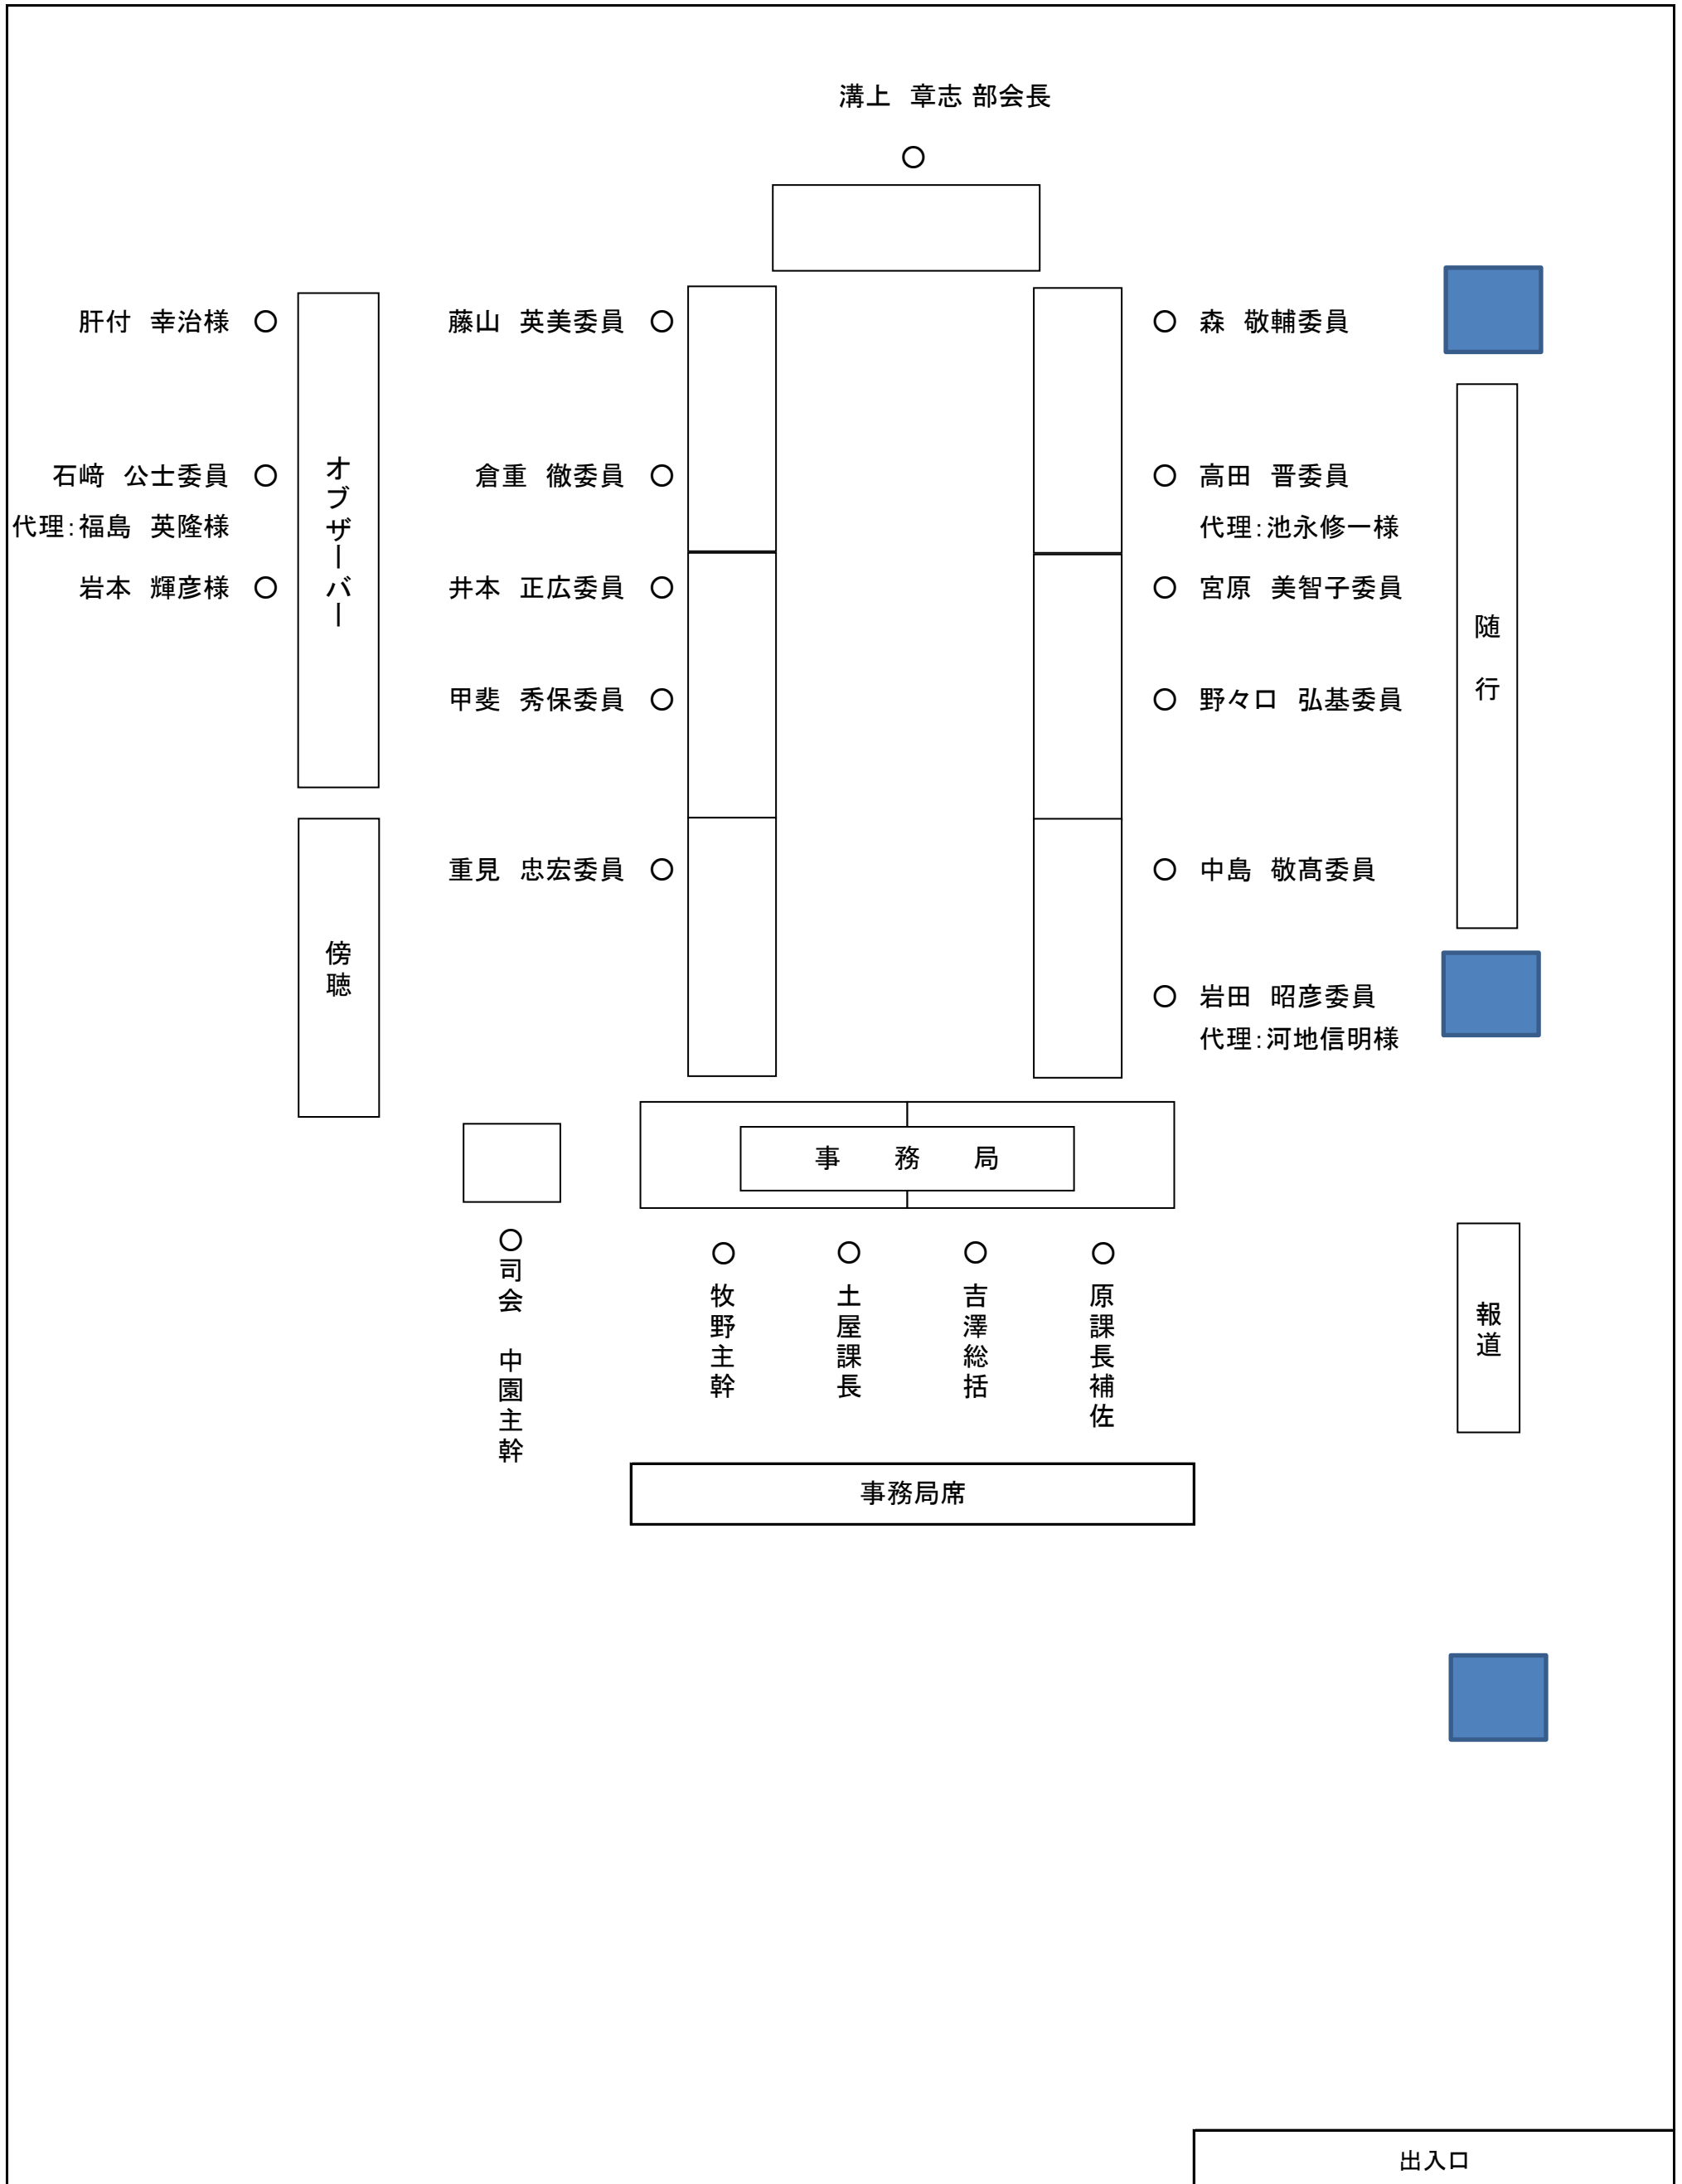 溝上　章志 部会長
肝付　幸治様
藤山　英美委員
森　敬輔委員
石﨑　公士委員
倉重　徹委員
高田　晋委員
代理：福島　英隆様
代理：池永修一様
岩本　輝彦様
井本　正広委員
宮原　美智子委員
オブザーバー
随行
甲斐　秀保委員
野々口　弘基委員
重見　忠宏委員
中島　敬髙委員
傍聴
岩田　昭彦委員
代理：河地信明様
事　務　局
司会　中園主幹
牧野主幹
土屋課長
吉澤総括
原課長補佐
報道
事務局席
出入口